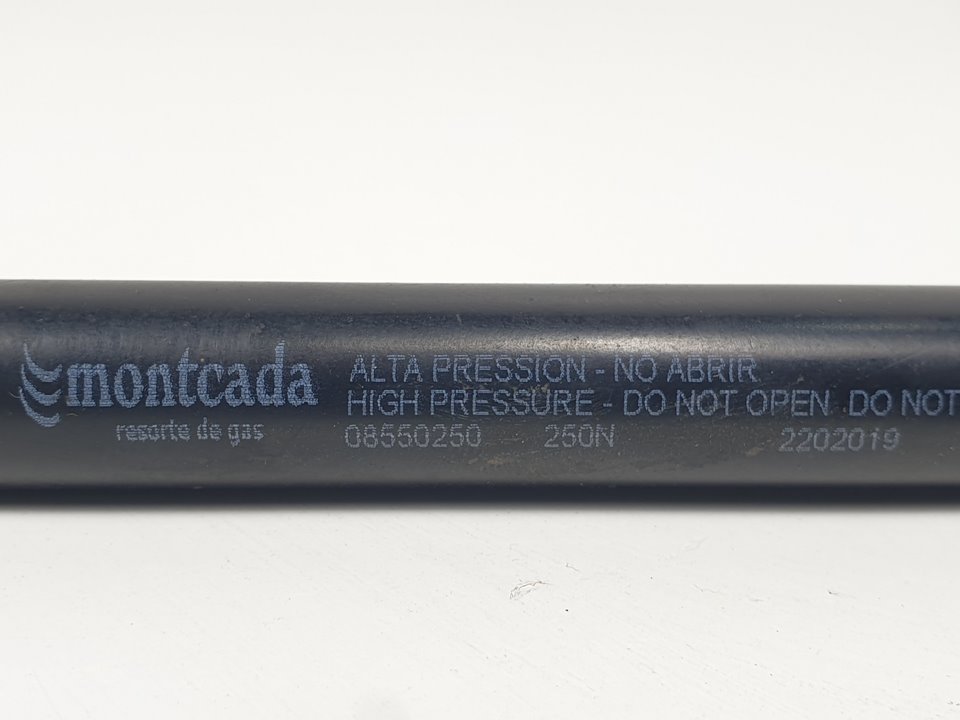 montcada
resorte de gas
ALTA PRESSION - NO ABRIR
HIGH PRESSURE - DO NOT OPEN DO NOT
08550250 250N 2202019